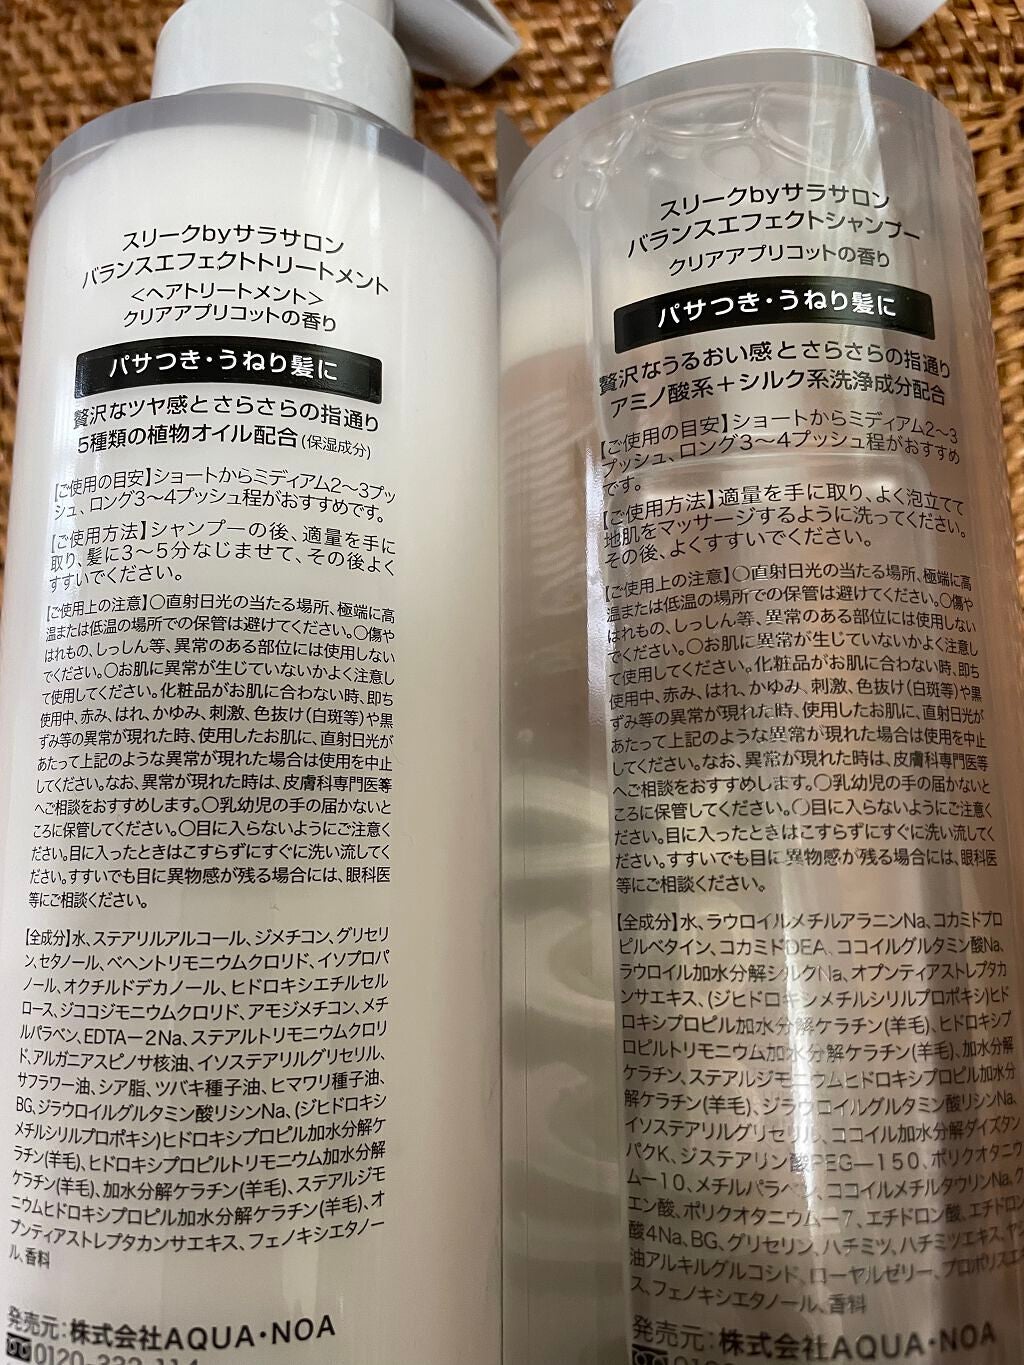 スリークbyサラサロン
バランスエフェクトトリートメント
<ヘアトリートメント>
クリアアプリコットの香り
パサつき・うねり髪に
贅沢なツヤ感とさらさらの指通り
5種類の植物オイル配合(保湿成分)
【ご使用の目安】ショートからミディアム2〜3プッ
シュ、ロング3〜4プッシュ程がおすすめです。
【ご使用方法】シャンプーの後、適量を手に
取り、髪に3〜5分なじませて、その後よく
すすいでください。
【ご使用上の注意】○直射日光の当たる場所、極端に高
温または低温の場所での保管は避けてください。○傷や
はれもの、しっしん等、異常のある部位には使用しない
でください。○お肌に異常が生じていないかよく注意し
て使用してください。化粧品がお肌に合わない時、即ち
使用中、赤み、はれ、かゆみ、刺激、色抜け(白斑等)や黒
ずみ等の異常が現れた時、使用したお肌に、直射日光が
あたって上記のような異常が現れた場合は使用を中止
してください。なお、異常が現れた時は、皮膚科専門医等
へご相談をおすすめします。○乳幼児の手の届かないと
ころに保管してください。○目に入らないようにご注意く
ださい。目に入ったときはこすらずにすぐに洗い流してく
ださい。すすいでも目に異物感が残る場合には、眼科医
等にご相談ください。
【全成分】水、ステアリルアルコール、ジメチコン、グリセリ
ン、セタノール、ベヘントリモニウムクロリド、イソプロパ
ノール、オクチルドデカノール、ヒドロキシエチルセル
ロース、ジココジモニウムクロリド、アモジメチコン、メチ
ルパラベン、EDTAー2Na、ステアルトリモニウムクロリ
ド、アルガニアスピノサ核油、イソステアリルグリセリル、
サフラワー油、シア脂、ツバキ種子油、ヒマワリ種子油、
BG、ジラウロイルグルタミン酸リシンNa、(ジヒドロキシ
メチルシリルプロポキシ)ヒドロキシプロピル加水分解ケ
ラチン(羊毛)、ヒドロキシプロピルトリモニウム加水分解
ケラチン(羊毛)、加水分解ケラチン(羊毛)、ステアルジモ
ニウムヒドロキシプロピル加水分解ケラチン(羊毛)、オ
プンティアストレプタカンサエキス、フェノキシエタノー
ル、香料
発売元:株式会社AQUA・NOA
0120-332-114
スリークbyサラサロン
バランスエフェクトシャンプー
クリアアプリコットの香り
パサつき・うねり髪に
贅沢なうるおい感とさらさらの指通り
アミノ酸系+シルク系洗浄成分配合
【ご使用の目安】ショートからミディアム2〜3
プッシュ、ロング3〜4プッシュ程がおすすめ
です。
【ご使用方法】適量を手に取り、よく泡立てて
地肌をマッサージするように洗ってください。
その後、よくすすいでください。
【ご使用上の注意】○直射日光の当たる場所、極端に高
温または低温の場所での保管は避けてください。○傷や
はれもの、しっしん等、異常のある部位には使用しない
でください。○お肌に異常が生じていないかよく注意し
て使用してください。化粧品がお肌に合わない時、即ち
使用中、赤み、はれ、かゆみ、刺激、色抜け(白斑等)や黒
ずみ等の異常が現れた時、使用したお肌に、直射日光が
あたって上記のような異常が現れた場合は使用を中止
してください。なお、異常が現れた時は、皮膚科専門医等
へご相談をおすすめします。○乳幼児の手の届かないと
ころに保管してください。○目に入らないようにご注意く
ださい。目に入ったときはこすらずにすぐに洗い流してく
ださい。すすいでも目に異物感が残る場合には、眼科医
等にご相談ください。
【全成分】水、ラウロイルメチルアラニンNa、コカミドプロ
ピルベタイン、コカミドDEA、ココイルグルタミン酸Na、
ラウロイル加水分解シルクNa、オプンティアストレプタカ
ンサエキス、(ジヒドロキシメチルシリルプロポキシ)ヒド
ロキシプロピル加水分解ケラチン(羊毛)、ヒドロキシプ
ロピルトリモニウム加水分解ケラチン(羊毛)、加水分解
ケラチン、ステアルジモニウムヒドロキシプロピル加水分
解ケラチン(羊毛)、ジラウロイルグルタミン酸リシンNa、
イソステアリルグリセリル、ココイル加水分解ダイズタン
パクK、ジステアリン酸PEG―150、ポリクオタニウ
ムー10、メチルパラベン、ココイルメチルタウリンNa、ク
エン酸、ポリクオタニウムー7、エチドロン酸、エチドロン
酸4Na、BG、グリセリン、ハチミツ、ハチミツエキス、ヤシ
油アルキルグルコシド、ローヤルゼリー、プロポリスエキ
ス、フェノキシエタノール、香料
発売元:株式会社AQUA・NOA